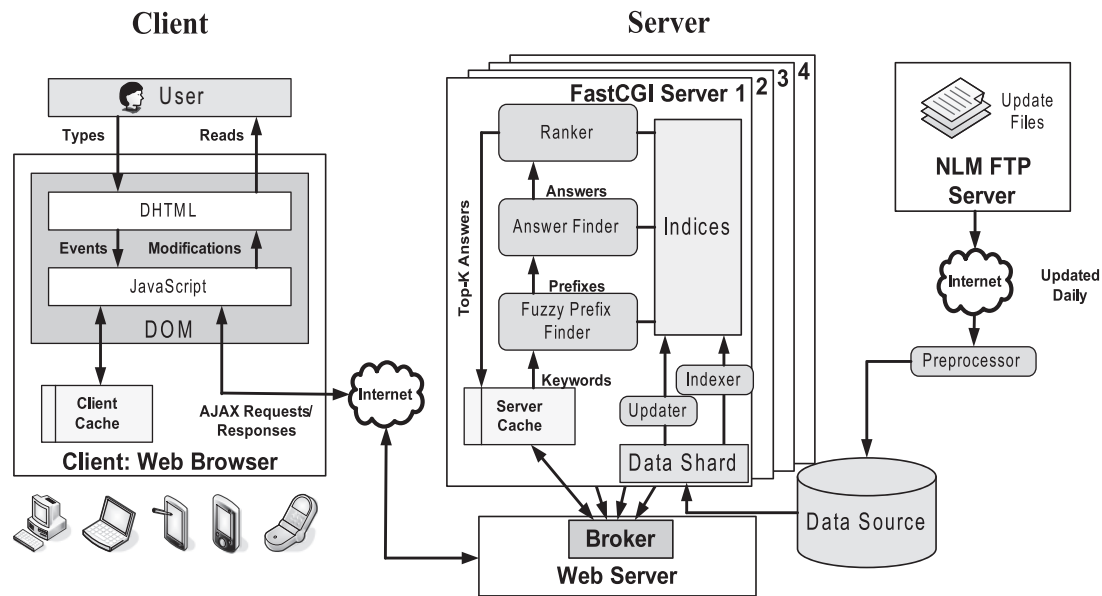 Client
Server
User
Types
Reads
DHTML
Events
Modifications
JavaScript
DOM
Client
Cache
AJAX Requests/
Responses
Client: Web Browser
Internet
FastCGI Server 1
2
3
4
Ranker
Answers
Answer Finder
Prefixes
Fuzzy Prefix
Finder
Keywords
Top-K Answers
Server
Cache
Indices
Indexer
Updater
Data Shard
Broker
Web Server
Update
Files
NLM FTP
Server
Internet
Updated
Daily
Preprocessor
Data Source